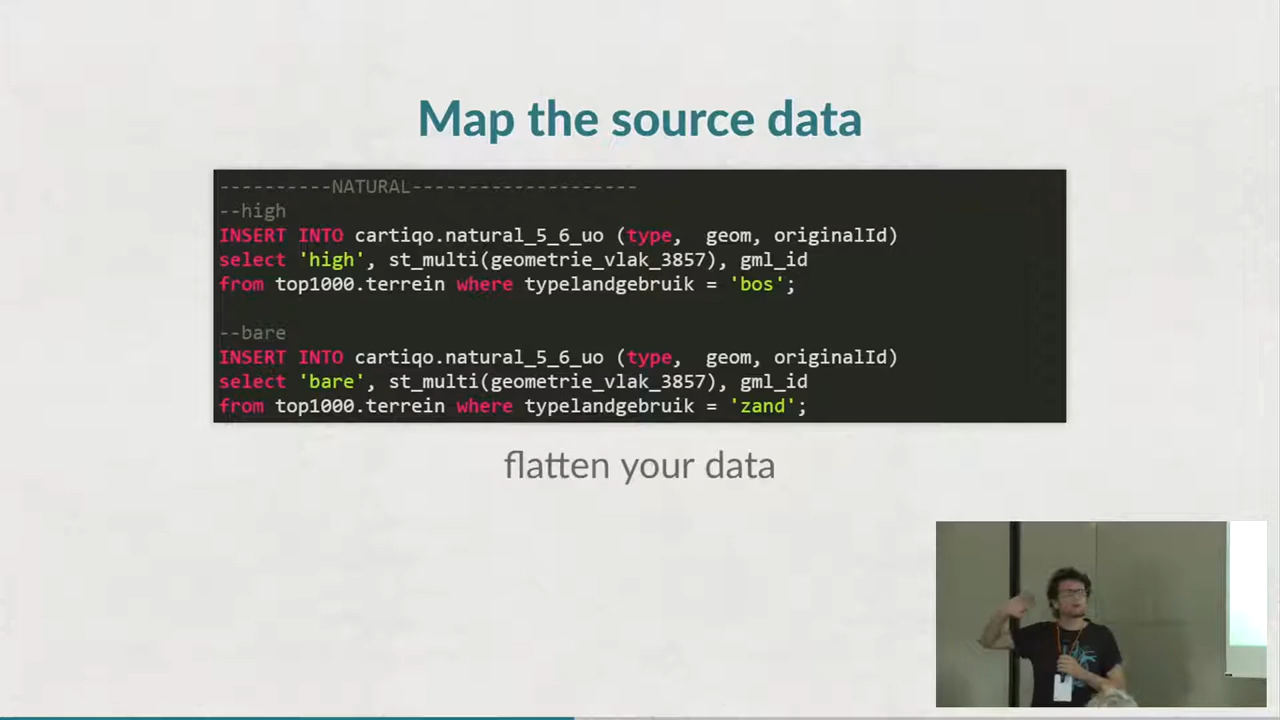 Map the source data
----------NATURAL--------------------
--high
INSERT INTO cartiqo.natural_5_6_uo (type,  geom, originalId)
select 'high', st_multi(geometrie_vlak_3857), gml_id
from top1000.terrein where typelandgebruik = 'bos';
--bare
INSERT INTO cartiqo.natural_5_6_uo (type,  geom, originalId)
select 'bare', st_multi(geometrie_vlak_3857), gml_id
from top1000.terrein where typelandgebruik = 'zand';
flatten your data